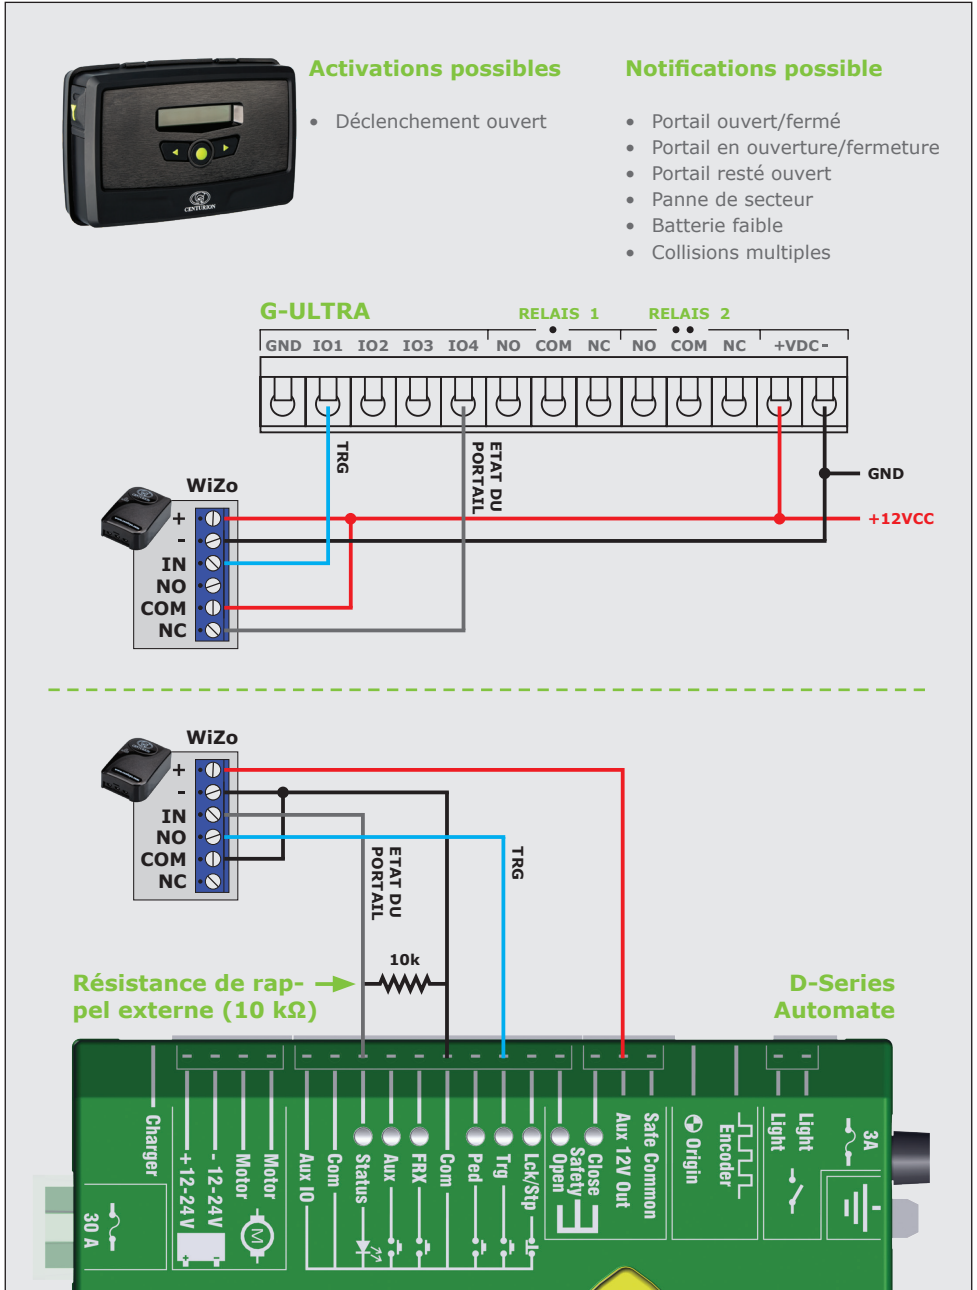 Activations possibles
• Déclenchement ouvert
Notifications possible
• Portail ouvert/fermé
• Portail en ouverture/fermeture
• Portail resté ouvert
• Panne de secteur
• Batterie faible
• Collisions multiples
CENTURION
G-ULTRA
RELAIS 1
RELAIS 2
GND IO1 IO2 IO3 IO4 NO COM NC NO COM NC +VDC-
TRG
ETAT DU
PORTAIL
GND
+12VCC
WiZo
+
-
IN
NO
COM
NC
WiZo
+
-
IN
NO
COM
NC
ETAT DU
PORTAIL
TRG
10k
Résistance de rap-
pel externe (10 kΩ)
D-Series
Automate
Charger
+ 12-24V
- 12-24V
Motor
Motor
M
+ -
30 A
Aux IO
Com
Status
Aux
FRX
Com
Ped
Trg
Lck/Stp
Open
Safety
Close
Aux 12V Out
Safe Common
Origin
Encoder
Light
Light
3A